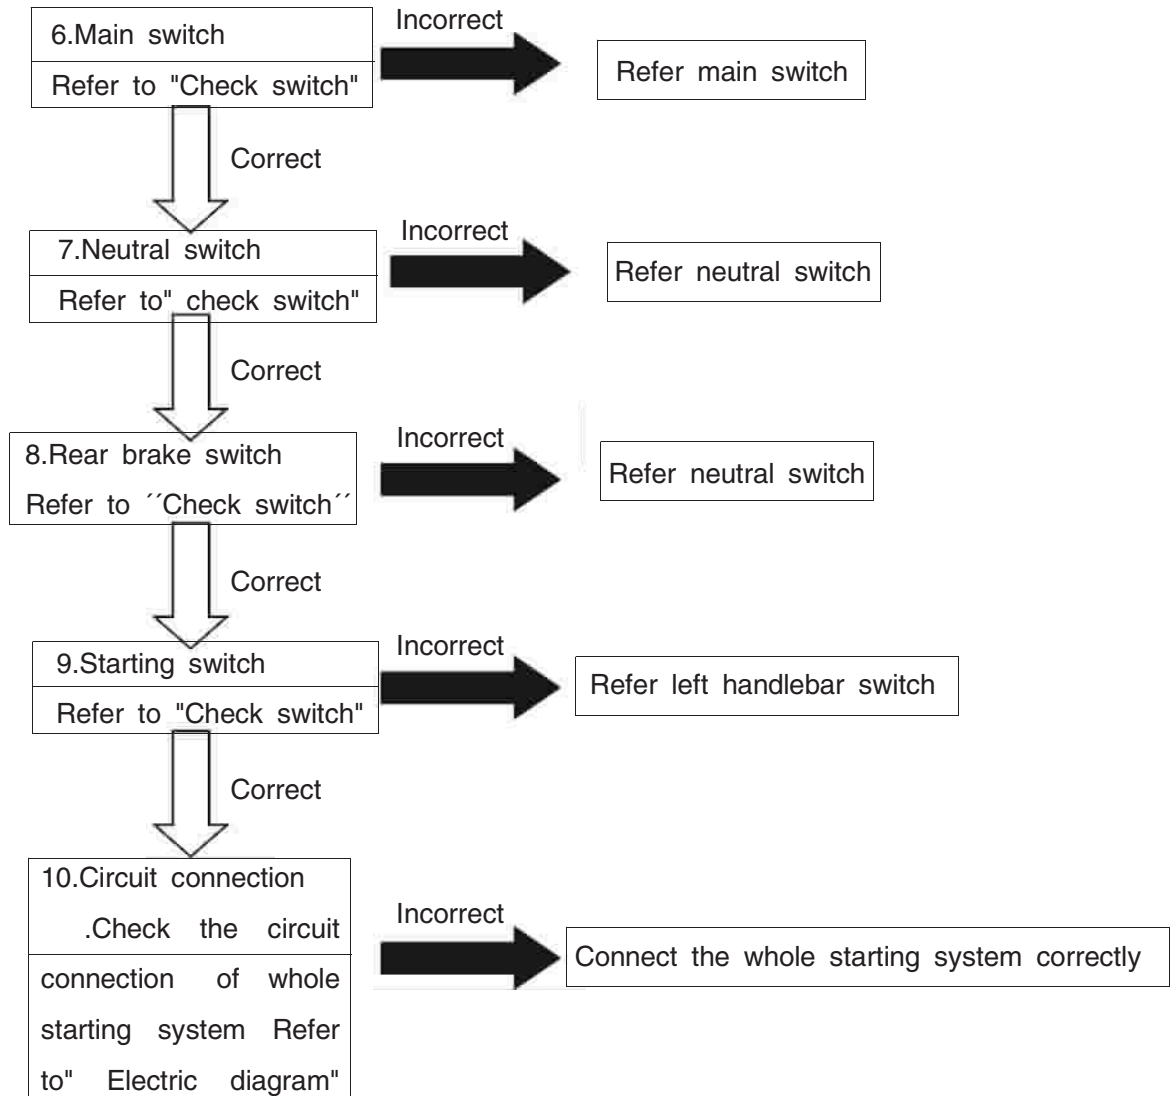 6.Main switch
Incorrect
Refer to "Check switch"
Refer main switch
Correct
7.Neutral switch
Incorrect
Refer to" check switch"
Refer neutral switch
Correct
8.Rear brake switch
Incorrect
Refer to ´´Check switch´´
Refer neutral switch
Correct
9.Starting switch
Incorrect
Refer to "Check switch"
Refer left handlebar switch
Correct
10.Circuit connection
.Check the circuit
connection of whole
starting system Refer
to" Electric diagram"
Incorrect
Connect the whole starting system correctly